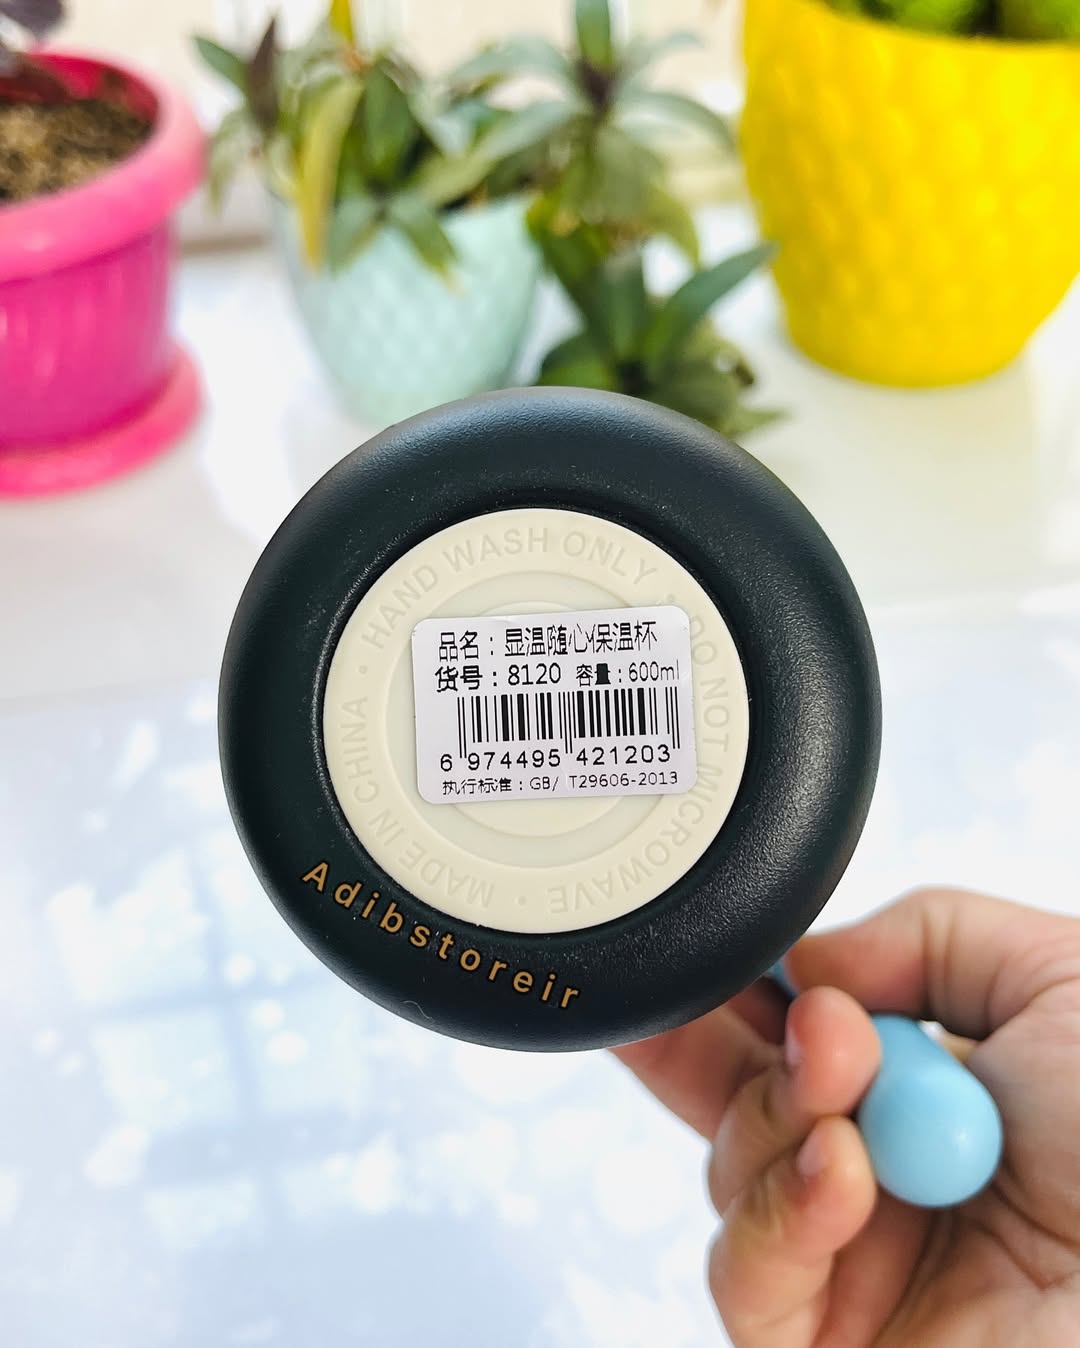 HAND WASH ONLY · DO NOT MICROWAVE · MADE IN CHINA ·
品名：显温随心保温杯
货号：8120 容量：600ml
6 974495 421203
执行标准：GB/ T29606-2013
Adibstoreir